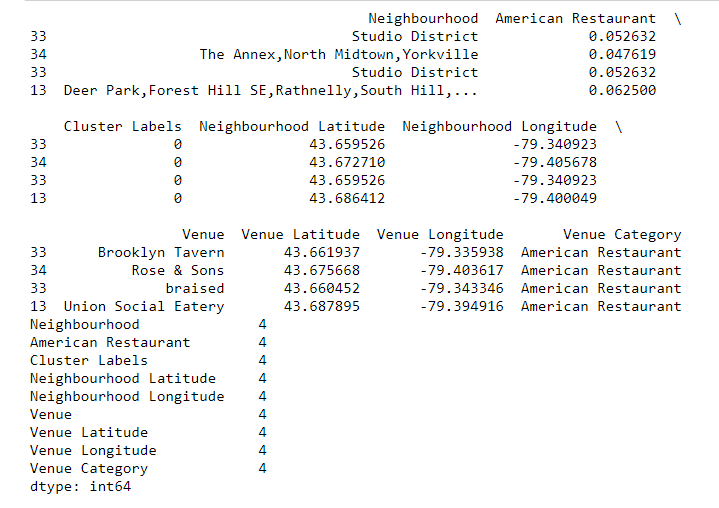 Neighbourhood  American Restaurant  \
33                                     Studio District             0.052632
34                    The Annex,North Midtown,Yorkville             0.047619
33                                     Studio District             0.052632
13  Deer Park,Forest Hill SE,Rathnelly,South Hill,...             0.062500
Cluster Labels  Neighbourhood Latitude  Neighbourhood Longitude  \
33               0               43.659526               -79.340923
34               0               43.672710               -79.405678
33               0               43.659526               -79.340923
13               0               43.686412               -79.400049
Venue  Venue Latitude  Venue Longitude       Venue Category
33      Brooklyn Tavern       43.661937       -79.335938  American Restaurant
34          Rose & Sons       43.675668       -79.403617  American Restaurant
33              braised       43.660452       -79.343346  American Restaurant
13  Union Social Eatery       43.687895       -79.394916  American Restaurant
Neighbourhood              4
American Restaurant        4
Cluster Labels             4
Neighbourhood Latitude     4
Neighbourhood Longitude    4
Venue                      4
Venue Latitude             4
Venue Longitude            4
Venue Category             4
dtype: int64